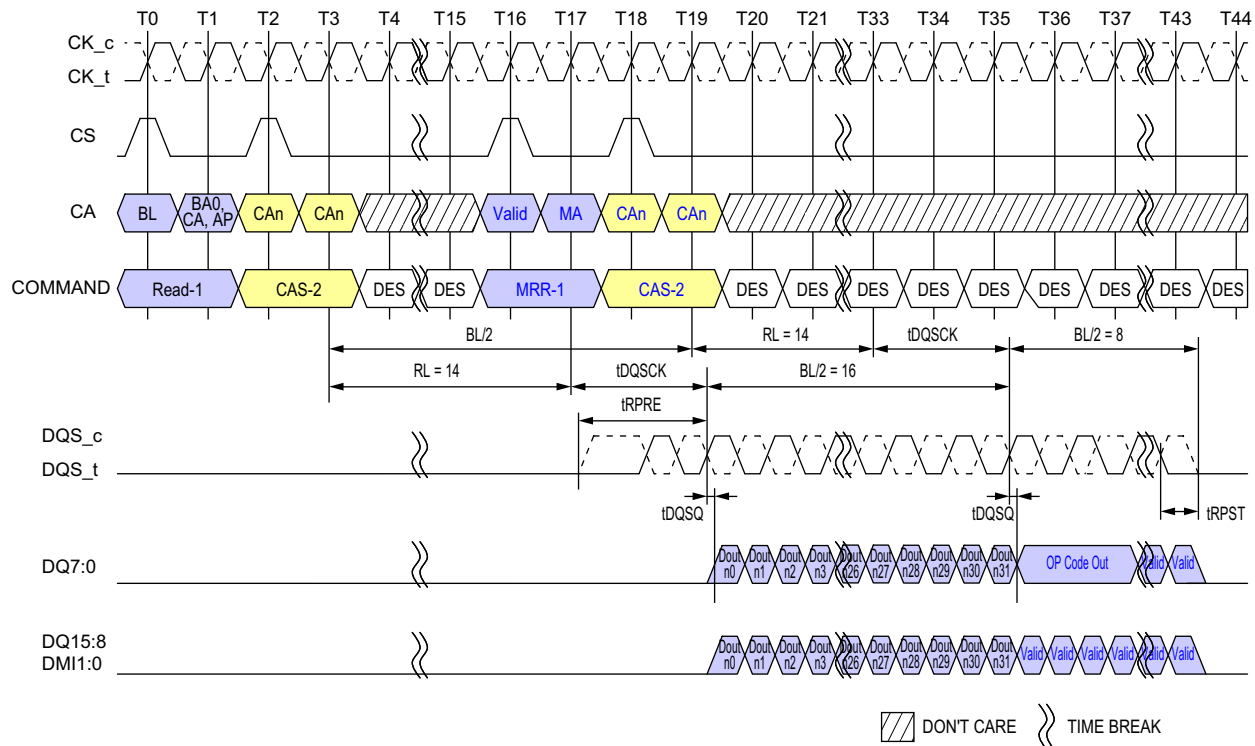 T0 T1 T2 T3 T4 T15 T16 T17 T18 T19 T20 T21 T33 T34 T35 T36 T37 T43 T44
CK_c
CK_t
CS
CA BL BA0, CA, AP CAn CAn Valid MA CAn CAn
COMMAND Read-1 CAS-2 DES DES MRR-1 CAS-2 DES DES DES DES DES DES DES DES DES
BL/2 RL = 14 tDQSCK BL/2 = 8
RL = 14 tDQSCK BL/2 = 16
tRPRE
DQS_c
DQS_t
tDQSQ tDQSQ tRPST
DQ7:0 Dout n0 Dout n1 Dout n2 Dout n3 Dout n26 Dout n27 Dout n28 Dout n29 Dout n30 Dout n31 OP Code Out Valid Valid
DQ15:8
DMI1:0 Dout n0 Dout n1 Dout n2 Dout n3 Dout n26 Dout n27 Dout n28 Dout n29 Dout n30 Dout n31 Valid Valid Valid Valid Valid Valid
DON'T CARE TIME BREAK